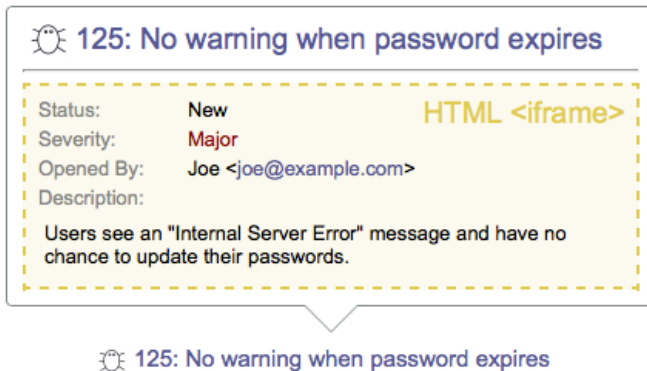 125: No warning when password expires
Status: New HTML <iframe>
Severity: Major
Opened By: Joe <joe@example.com>
Description:
Users see an "Internal Server Error" message and have no
chance to update their passwords.
125: No warning when password expires